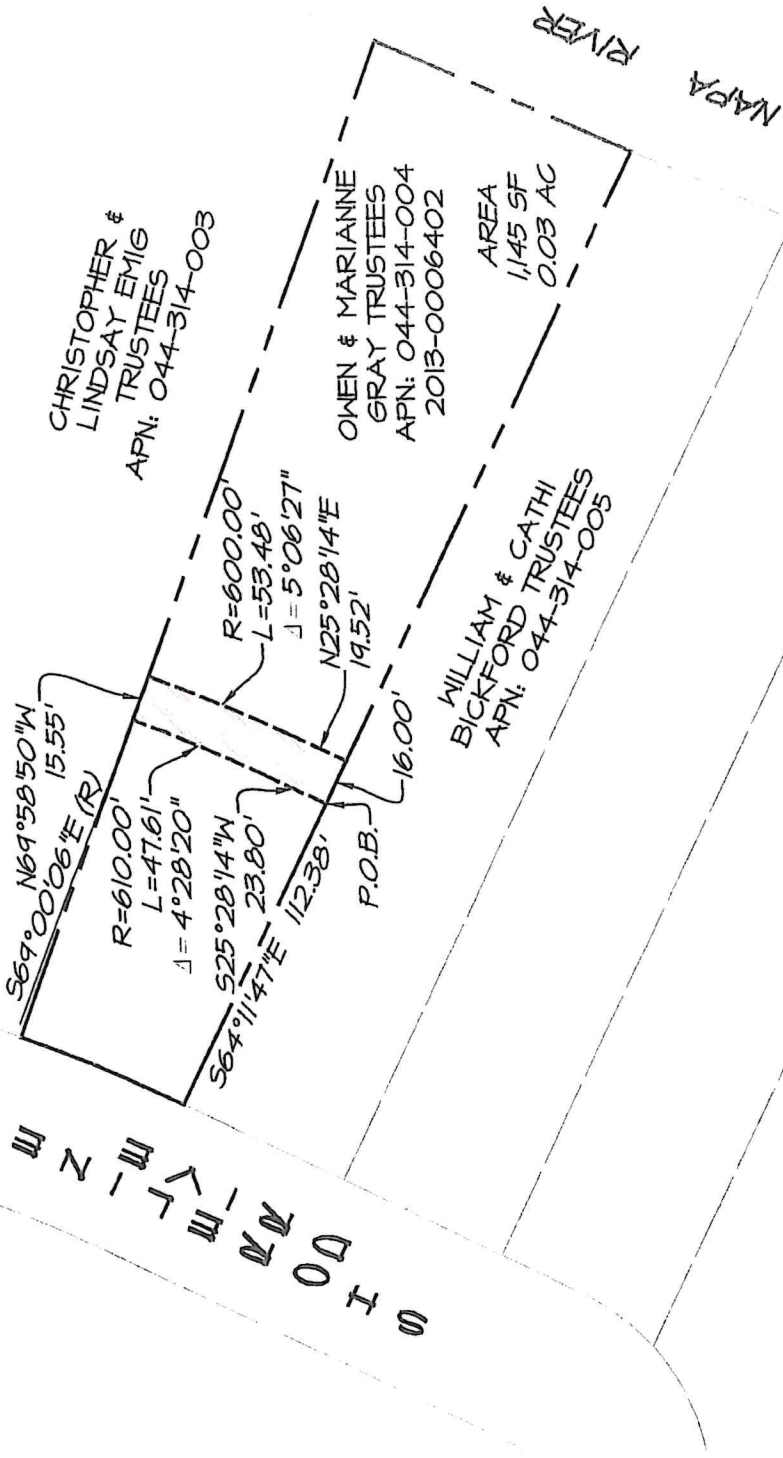 CHRISTOPHER &
LINDSAY EMIG
TRUSTEES
APN: 044-314-003
NAPA RIVER
N69°58'50"W
15.55'
S69°00'06"E (R)
R=610.00'
L=47.61'
Δ= 4°28'20"
S25°28'14"W
23.80'
S64°11'47"E 112.38'
R=600.00'
L=53.48'
Δ= 5°06'27"
N25°28'14"E
19.52'
16.00'
P.O.B.
OWEN & MARIANNE
GRAY TRUSTEES
APN: 044-314-004
2013-0006402
AREA
1,145 SF
0.03 AC
WILLIAM & CATHI
BICKFORD TRUSTEES
APN: 044-314-005
SHORELINE
DRIVE